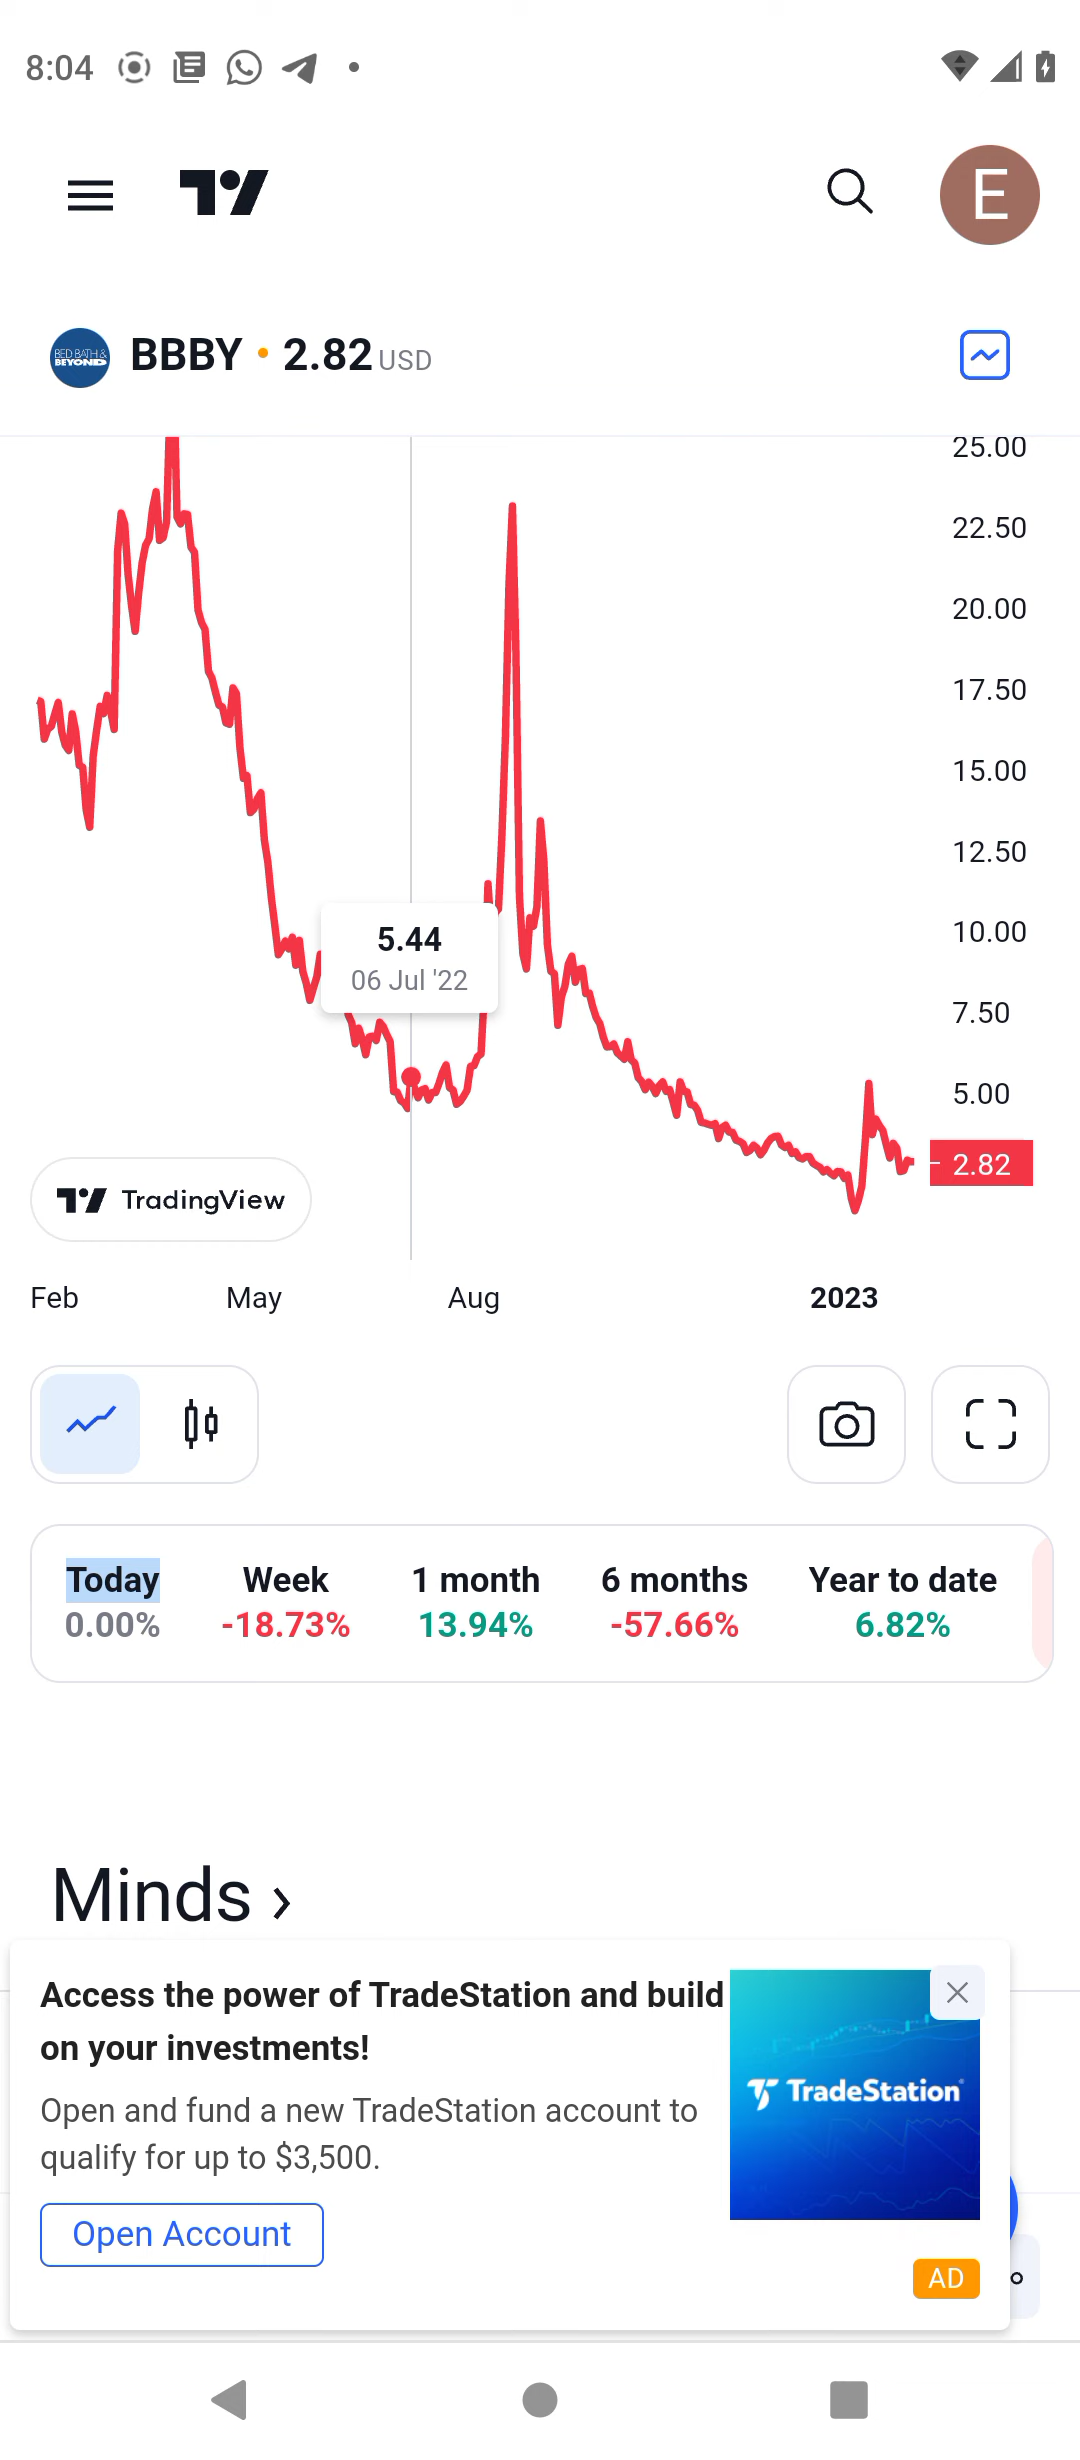 8:04
E
BED BATH &
BEYOND
BBBY • 2.82 USD
25.00
22.50
20.00
17.50
15.00
12.50
10.00
7.50
5.00
2.82
5.44
06 Jul '22
TradingView
Feb May Aug 2023
Today Week 1 month 6 months Year to date
0.00% -18.73% 13.94% -57.66% 6.82%
Minds ›
Access the power of TradeStation and build
on your investments!
Open and fund a new TradeStation account to
qualify for up to $3,500.
Open Account
TradeStation
AD